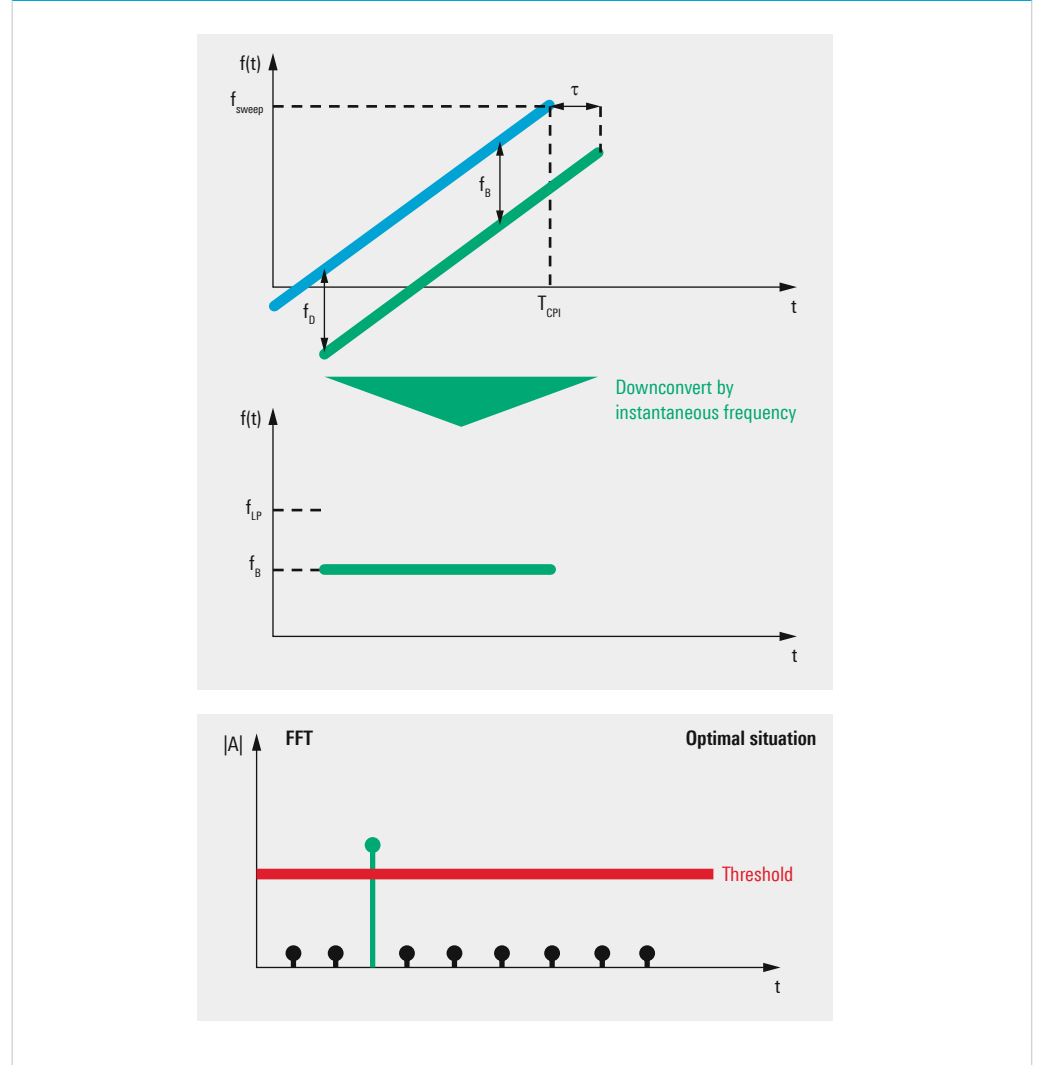 f(t)
f_sweep
τ
f_B
f_D
T_CPI
t
Downconvert by
instantaneous frequency
f(t)
f_LP
f_B
t
|A|
FFT
Optimal situation
Threshold
t